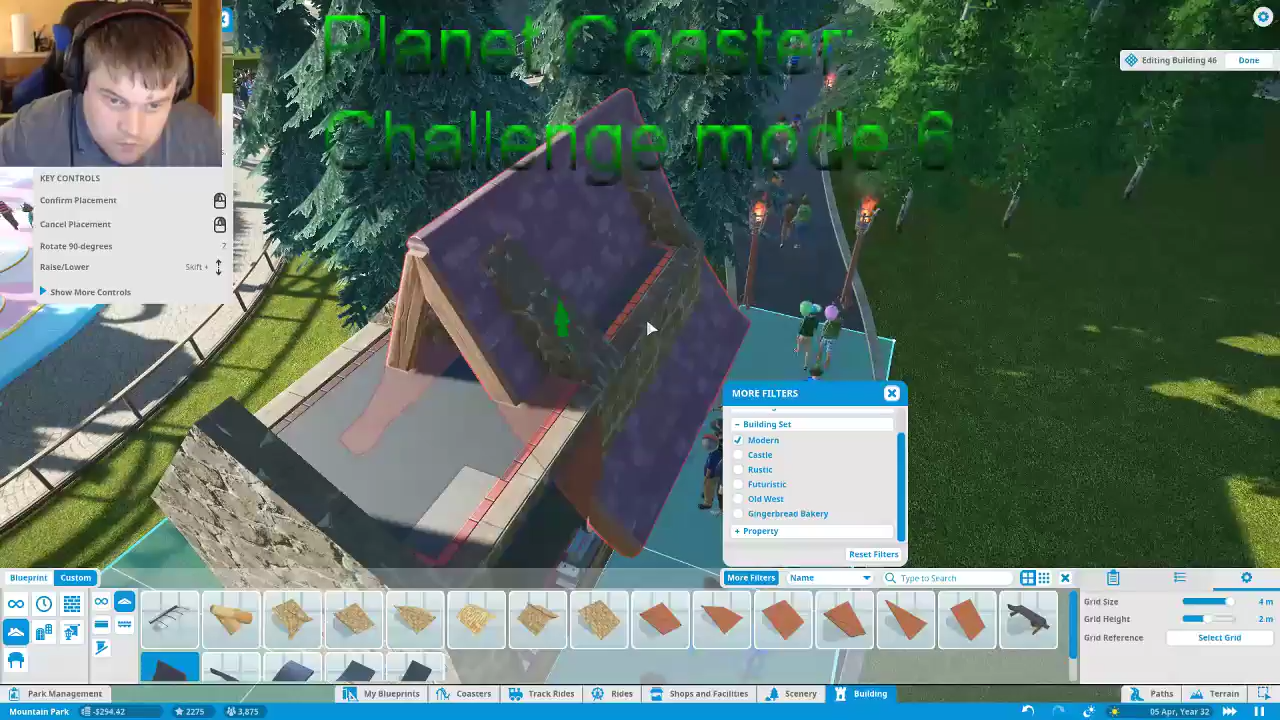 Planet Coaster:
Challenge mode 6
Editing Building 46
Done
KEY CONTROLS
Confirm Placement
Cancel Placement
Rotate 90-degrees
7
Raise/Lower
Skift +
Show More Controls
MORE FILTERS
− Building Set
Modern
Castle
Rustic
Futuristic
Old West
Gingerbread Bakery
+ Property
Reset Filters
Blueprint
Custom
More Filters
Name
Type to Search
Grid Size
4 m
Grid Height
2 m
Grid Reference
Select Grid
Park Management
My Blueprints
Coasters
Track Rides
Rides
Shops and Facilities
Scenery
Building
Paths
Terrain
Mountain Park
-$294.42
2275
3,875
05 Apr, Year 32